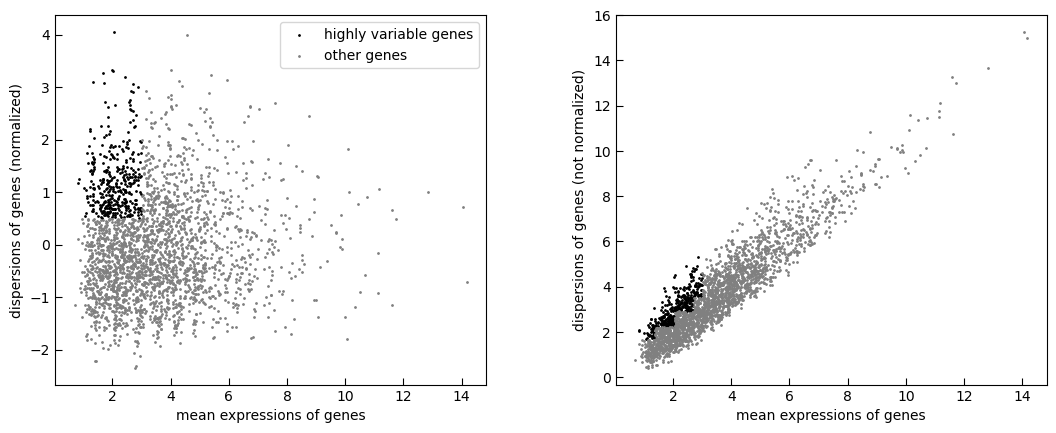 highly variable genes
other genes
dispersions of genes (normalized)
4
3
2
1
0
−1
−2
2 4 6 8 10 12 14
mean expressions of genes
dispersions of genes (not normalized)
16
14
12
10
8
6
4
2
0
2 4 6 8 10 12 14
mean expressions of genes